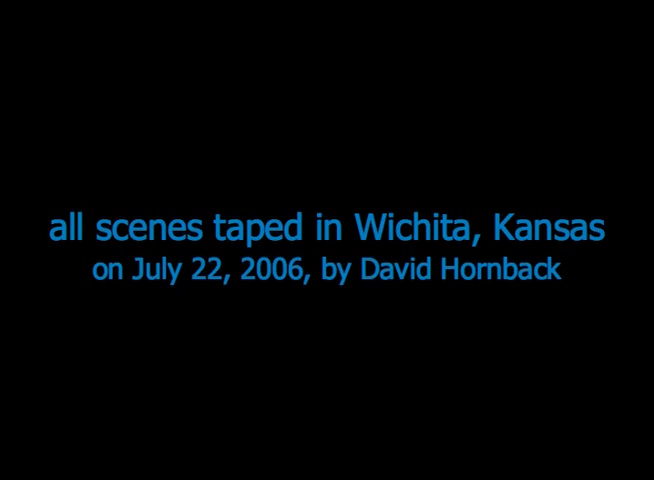 all scenes taped in Wichita, Kansas
on July 22, 2006, by David Hornback